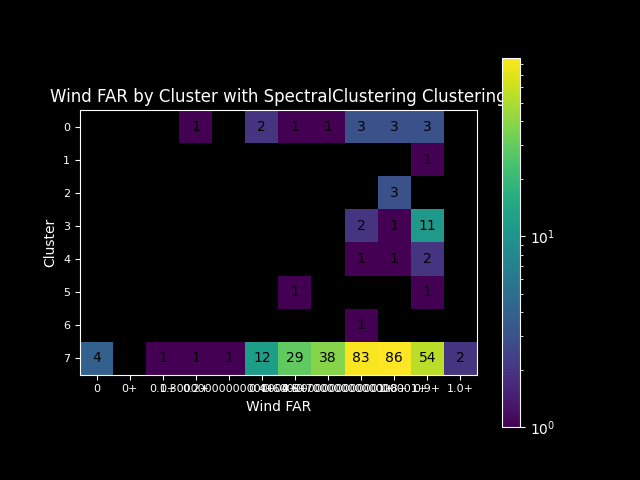 Wind FAR by Cluster with SpectralClustering Clustering
0 1 2 1 1 3 3 3
1 1
2 3
3 2 1 11
4 1 1 2
5 1 1
6 1
7 4 1 1 1 12 29 38 83 86 54 2
0 0+ 0.9+ 1.0+
Wind FAR
Cluster
10^1
10^0